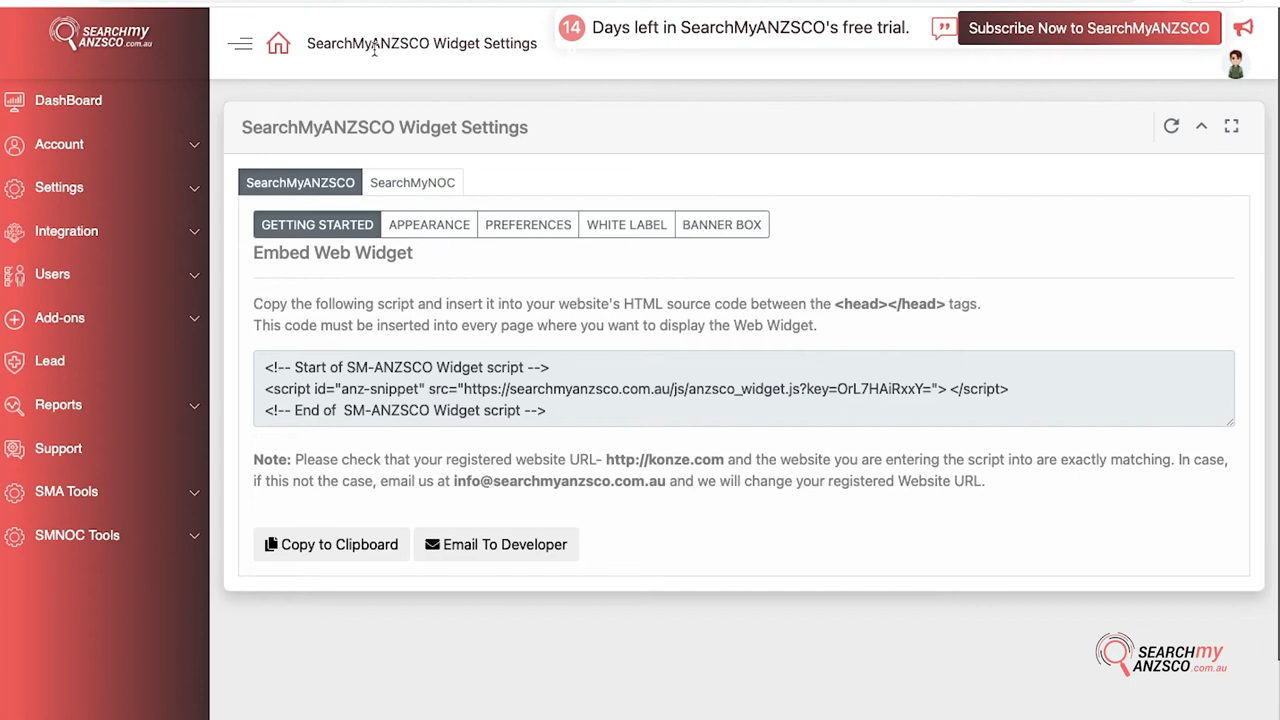 SEARCHmy
ANZSCO.com.au
SearchMyANZSCO Widget Settings
14 Days left in SearchMyANZSCO's free trial.
Subscribe Now to SearchMyANZSCO
DashBoard
Account
Settings
Integration
Users
Add-ons
Lead
Reports
Support
SMA Tools
SMNOC Tools
SearchMyANZSCO Widget Settings
SearchMyANZSCO SearchMyNOC
GETTING STARTED APPEARANCE PREFERENCES WHITE LABEL BANNER BOX
Embed Web Widget
Copy the following script and insert it into your website's HTML source code between the <head></head> tags.
This code must be inserted into every page where you want to display the Web Widget.
<!-- Start of SM-ANZSCO Widget script -->
<script id="anz-snippet" src="https://searchmyanzsco.com.au/js/anzsco_widget.js?key=OrL7HAiRxxY="> </script>
<!-- End of  SM-ANZSCO Widget script -->
Note: Please check that your registered website URL- http://konze.com and the website you are entering the script into are exactly matching. In case,
if this not the case, email us at info@searchmyanzsco.com.au and we will change your registered Website URL.
Copy to Clipboard Email To Developer
SEARCHmy
ANZSCO.com.au